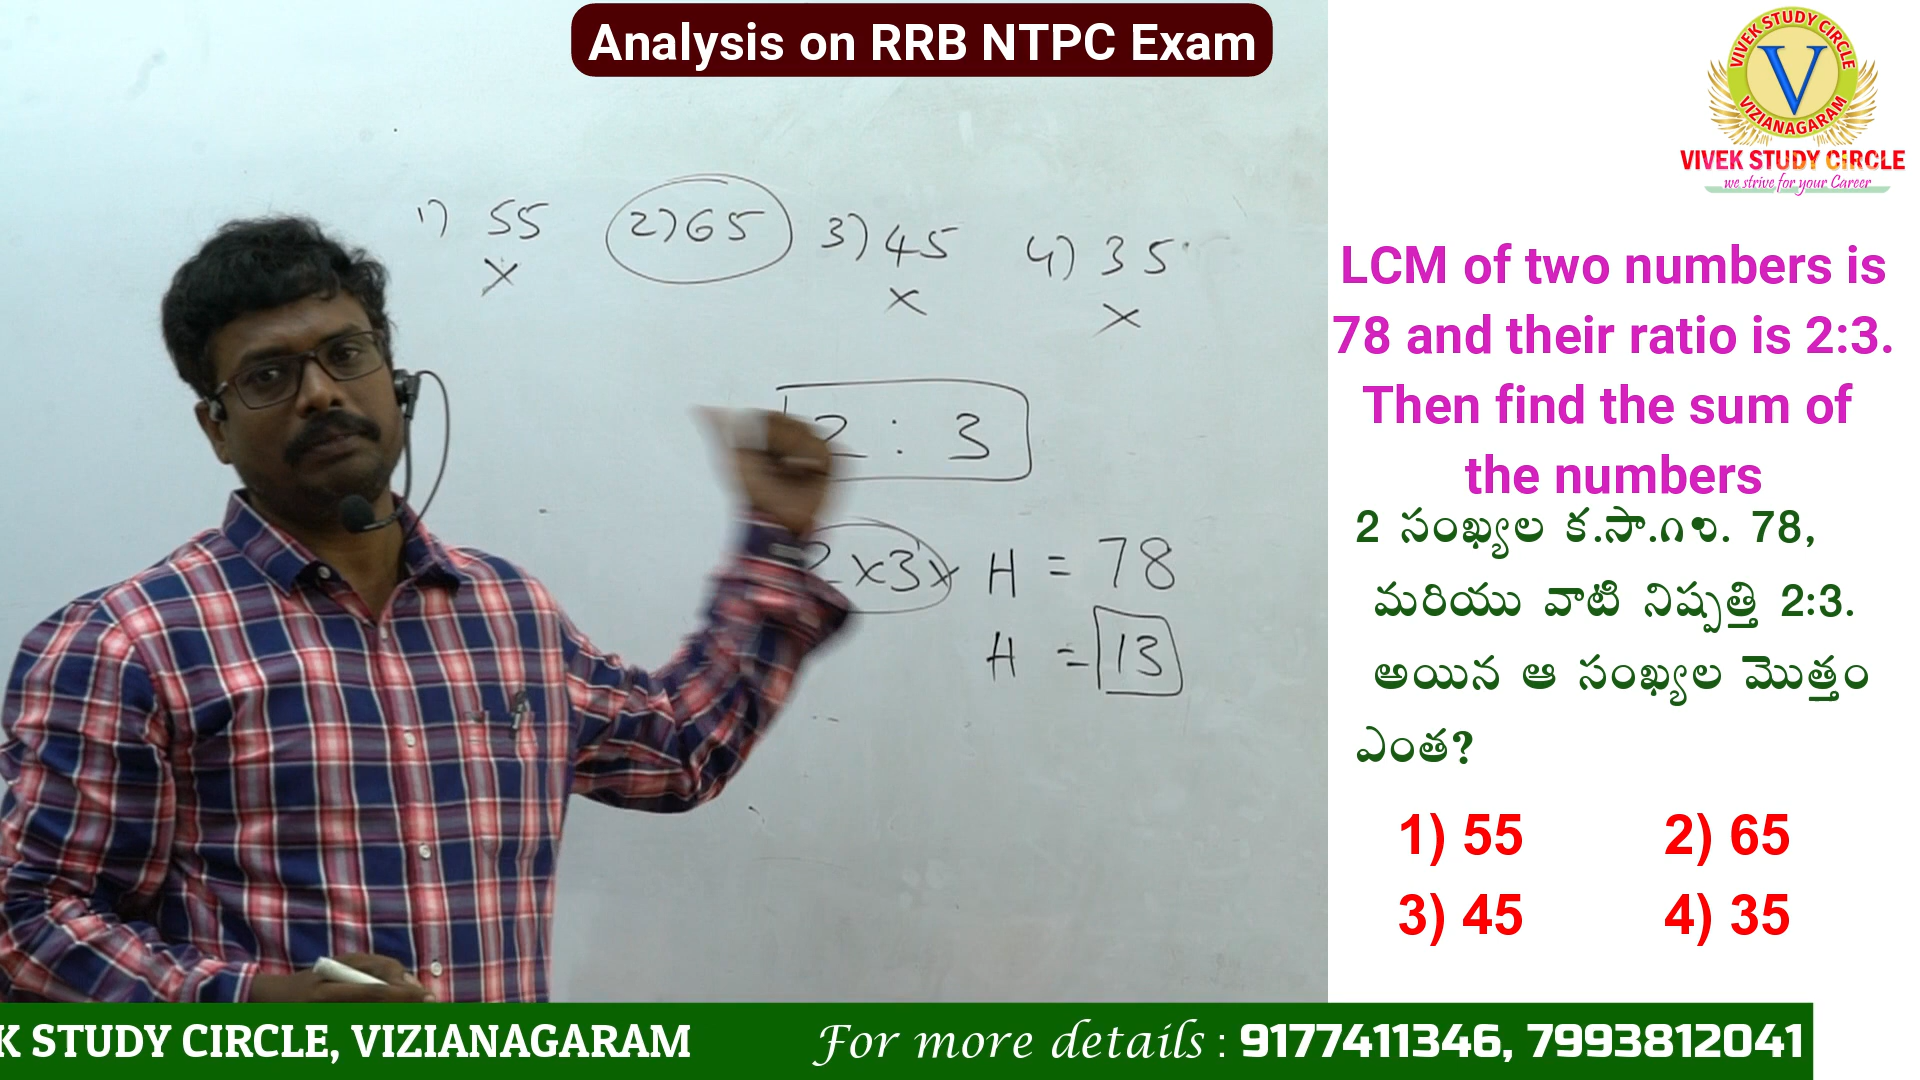 Analysis on RRB NTPC Exam
VIVEK STUDY CIRCLE
V
VIZIANAGARAM
VIVEK STUDY CIRCLE
we strive for your Career
1) 55 2) 65 3) 45 4) 35
x x x
2 : 3
2x3x H = 78
H = 13
LCM of two numbers is
78 and their ratio is 2:3.
Then find the sum of
the numbers
2 సంఖ్యల క.సా.గు. 78,
మరియు వాటి నిష్పత్తి 2:3.
అయిన ఆ సంఖ్యల మొత్తం
ఎంత?
1) 55 2) 65
3) 45 4) 35
K STUDY CIRCLE, VIZIANAGARAM For more details : 9177411346, 7993812041